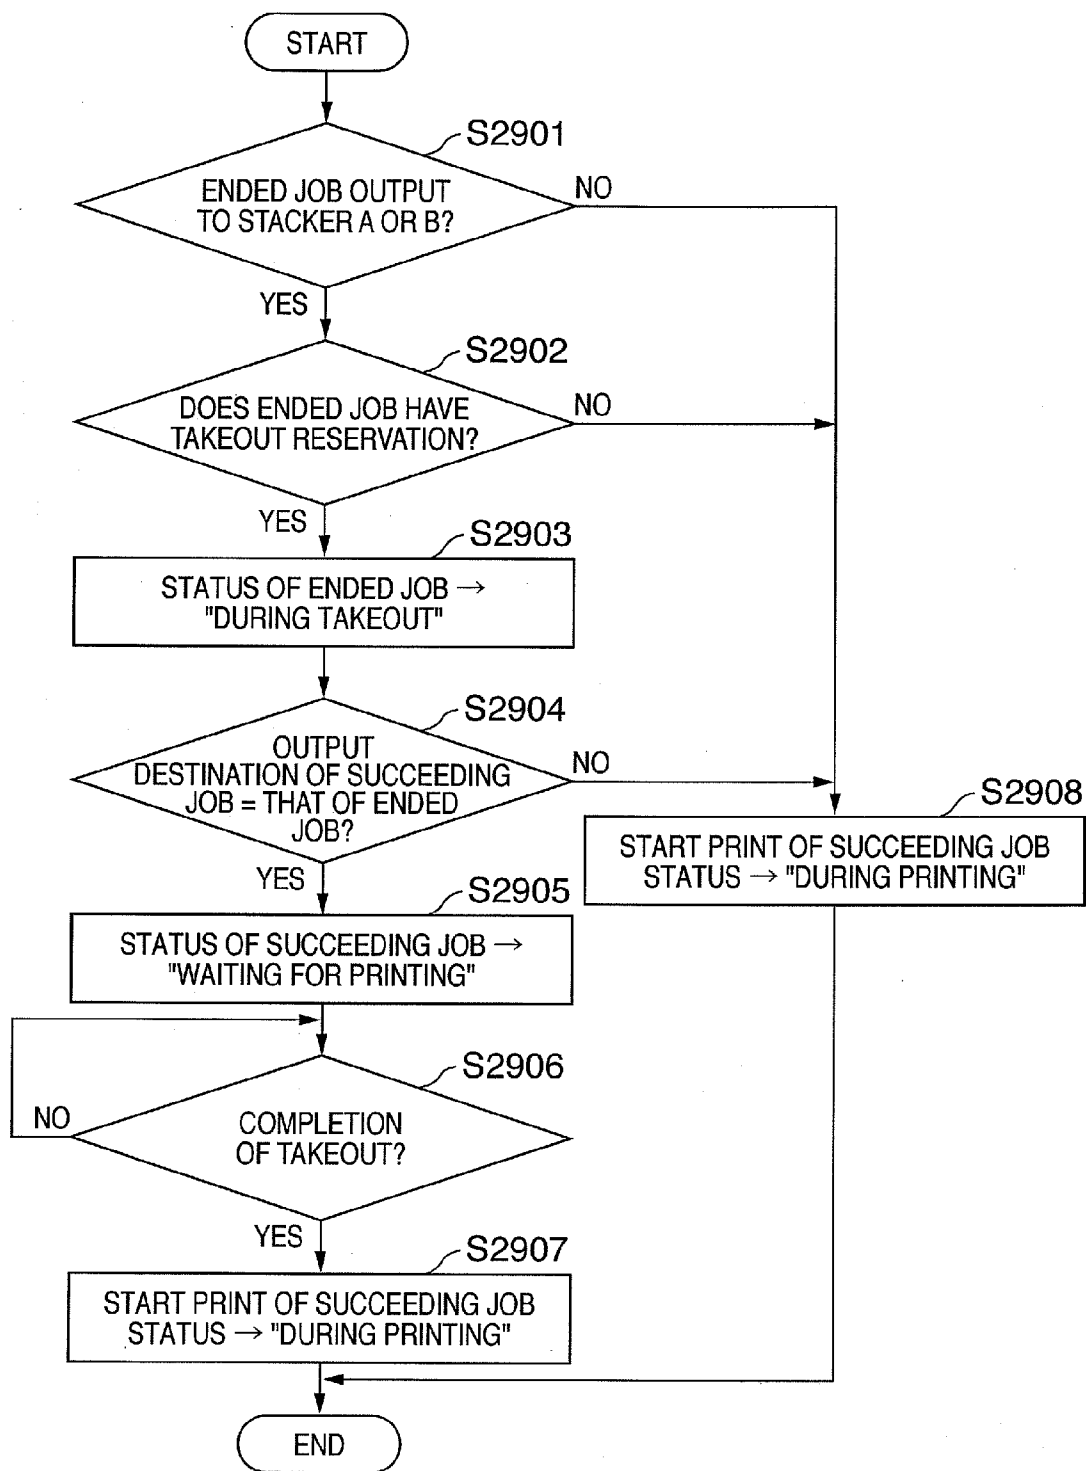 START
S2901
ENDED JOB OUTPUT
TO STACKER A OR B?
NO
YES
S2902
DOES ENDED JOB HAVE
TAKEOUT RESERVATION?
NO
YES
S2903
STATUS OF ENDED JOB →
"DURING TAKEOUT"
S2904
OUTPUT
DESTINATION OF SUCCEEDING
JOB = THAT OF ENDED
JOB?
NO
YES
S2908
START PRINT OF SUCCEEDING JOB
STATUS → "DURING PRINTING"
S2905
STATUS OF SUCCEEDING JOB →
"WAITING FOR PRINTING"
S2906
COMPLETION
OF TAKEOUT?
NO
YES
S2907
START PRINT OF SUCCEEDING JOB
STATUS → "DURING PRINTING"
END